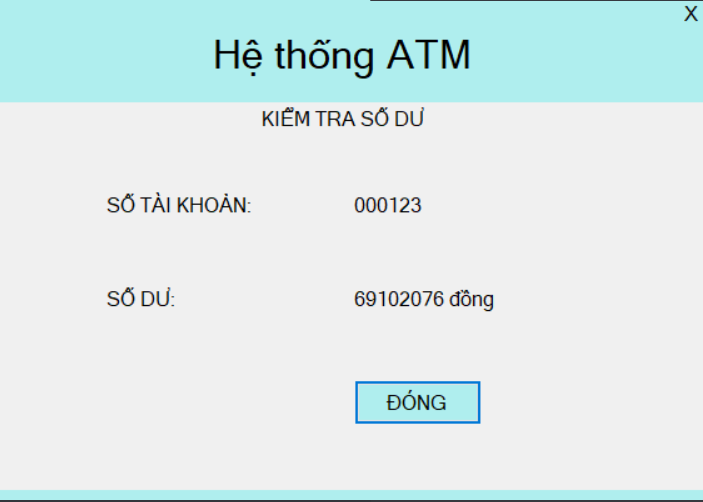 X
Hệ thống ATM
KIỂM TRA SỐ DƯ
SỐ TÀI KHOẢN: 000123
SỐ DƯ: 69102076 đồng
ĐÓNG